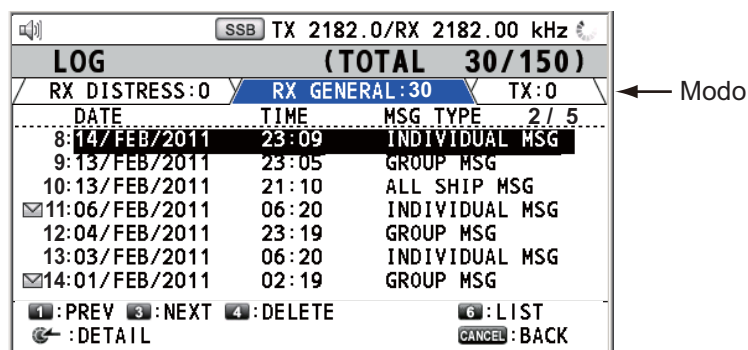 SSB TX 2182.0/RX 2182.00 kHz
LOG (TOTAL 30/150)
RX DISTRESS:0 RX GENERAL:30 TX:0
Modo
DATE TIME MSG TYPE 2/ 5
8:14/FEB/2011 23:09 INDIVIDUAL MSG
9:13/FEB/2011 23:05 GROUP MSG
10:13/FEB/2011 21:10 ALL SHIP MSG
11:06/FEB/2011 06:20 INDIVIDUAL MSG
12:04/FEB/2011 23:19 GROUP MSG
13:03/FEB/2011 06:20 INDIVIDUAL MSG
14:01/FEB/2011 02:19 GROUP MSG
1 :PREV 3 :NEXT 4 :DELETE 6 :LIST
:DETAIL CANCEL :BACK